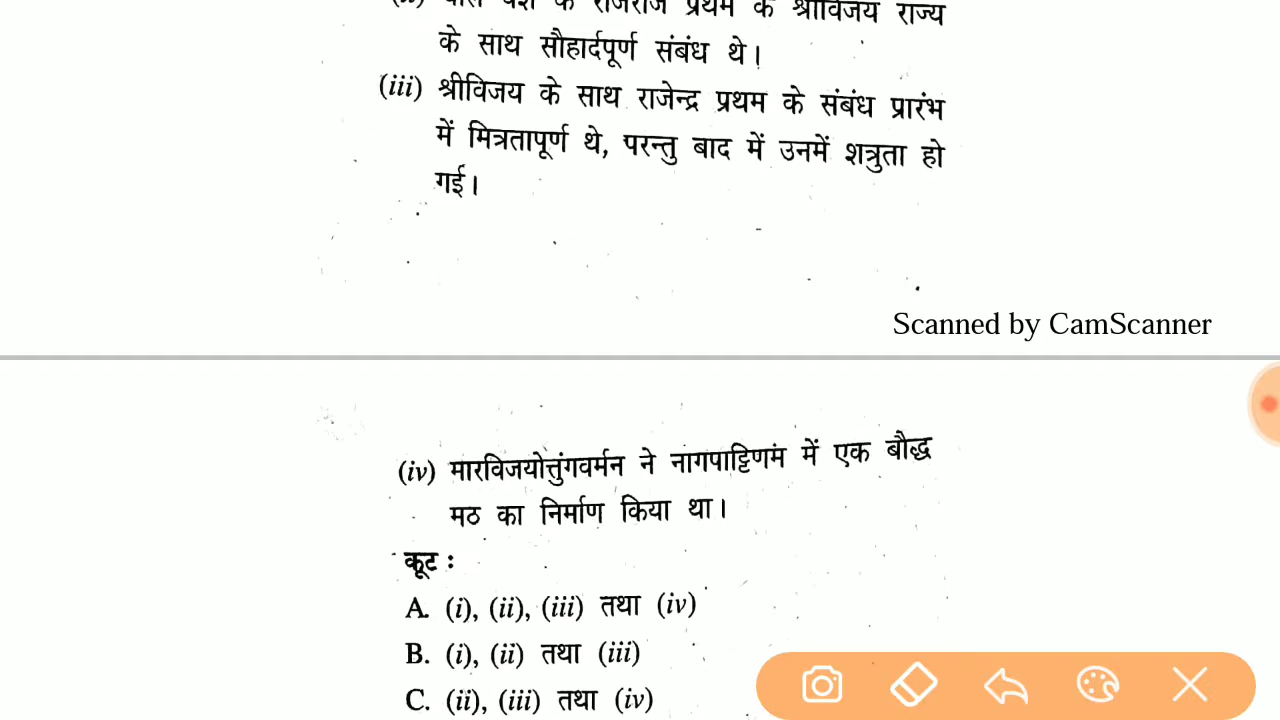 के श्रीविजय राज्य
के साथ सौहार्दपूर्ण संबंध थे।
(iii) श्रीविजय के साथ राजेन्द्र प्रथम के संबंध प्रारंभ
में मित्रतापूर्ण थे, परन्तु बाद में उनमें शत्रुता हो
गई।
Scanned by CamScanner
(iv) मारविजयोत्तुंगवर्मन ने नागपाट्टिणमं में एक बौद्ध
मठ का निर्माण किया था।
कूट :
A. (i), (ii), (iii) तथा (iv)
B. (i), (ii) तथा (iii)
C. (ii), (iii) तथा (iv)